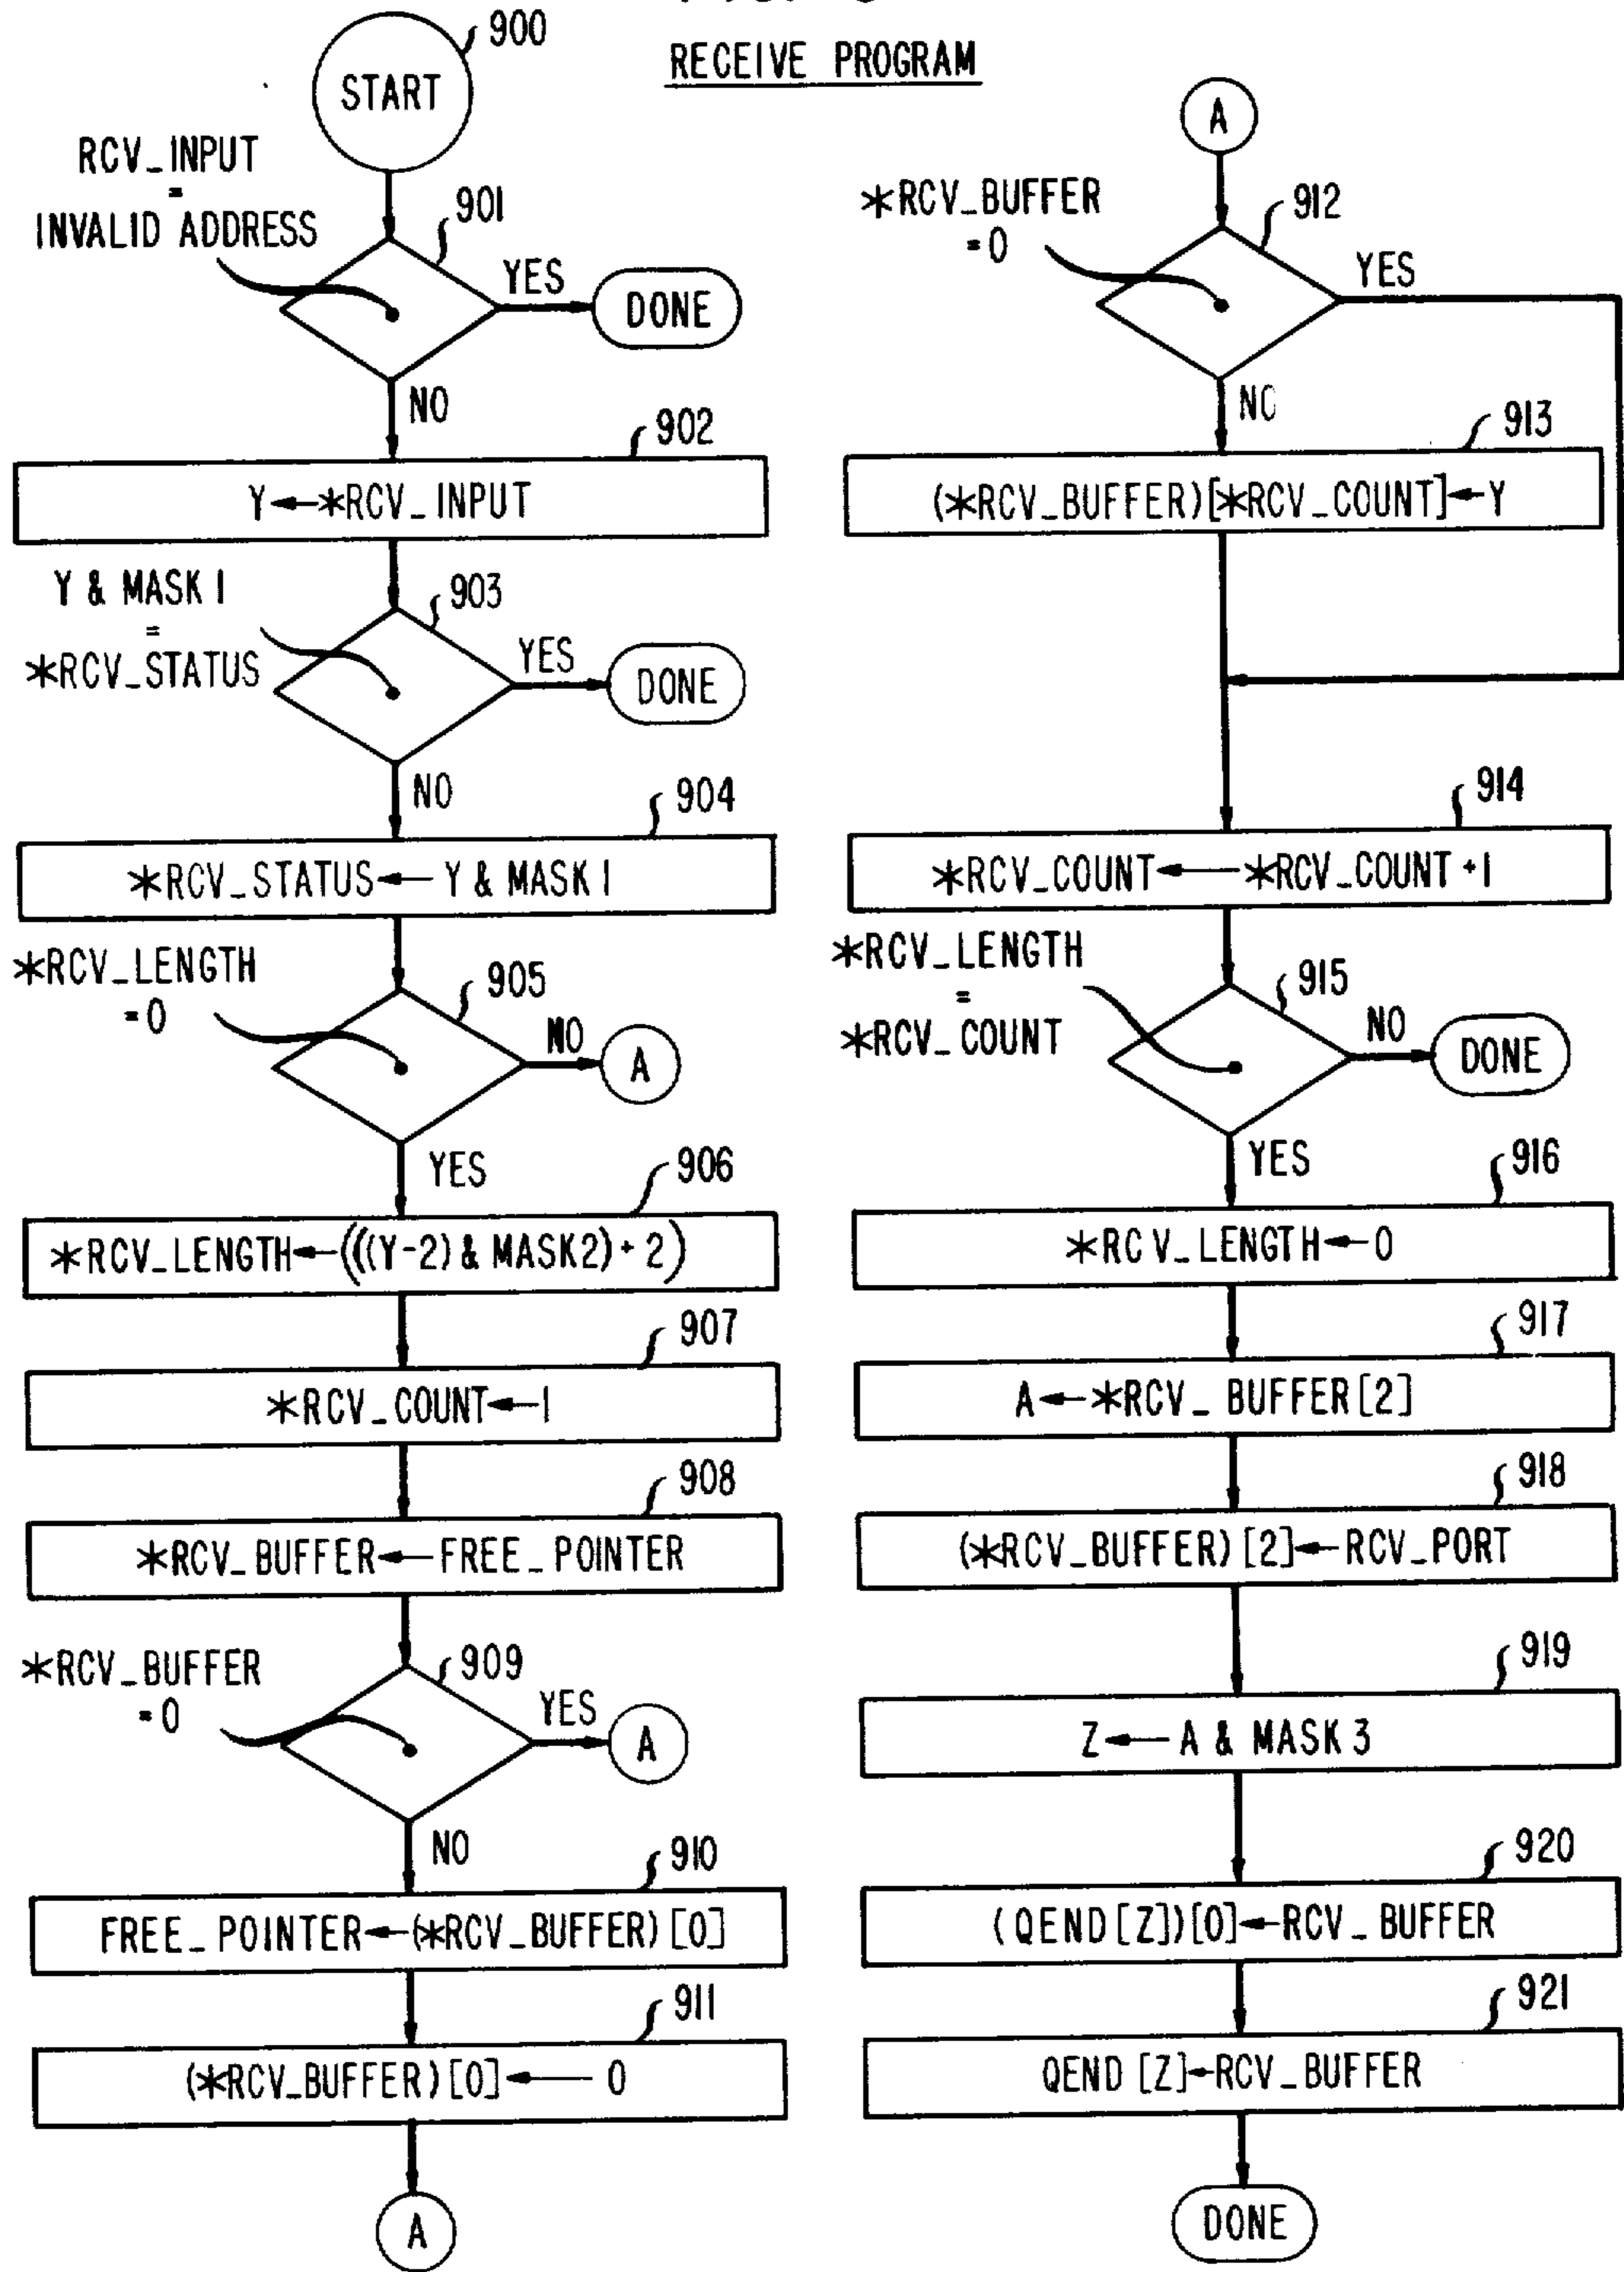 RECEIVE PROGRAM
900
START
RCV_INPUT
=
INVALID ADDRESS
901
YES
DONE
NO
902
Y←*RCV_INPUT
Y & MASK 1
=
*RCV_STATUS
903
YES
DONE
NO
904
*RCV_STATUS← Y & MASK 1
*RCV_LENGTH
=0
905
NO
A
YES
906
*RCV_LENGTH←(((Y-2) & MASK2) + 2)
907
*RCV_COUNT←1
908
*RCV_BUFFER← FREE_POINTER
*RCV_BUFFER
=0
909
YES
A
NO
910
FREE_POINTER←(*RCV_BUFFER)[0]
911
(*RCV_BUFFER)[0]← 0
A
A
*RCV_BUFFER
=0
912
YES
NO
913
(*RCV_BUFFER)[*RCV_COUNT]←Y
914
*RCV_COUNT← *RCV_COUNT +1
*RCV_LENGTH
=
*RCV_COUNT
915
NO
DONE
YES
916
*RCV_LENGTH←0
917
A←*RCV_BUFFER[2]
918
(*RCV_BUFFER)[2]←RCV_PORT
919
Z← A & MASK 3
920
(QEND[Z])[0]←RCV_BUFFER
921
QEND[Z]←RCV_BUFFER
DONE